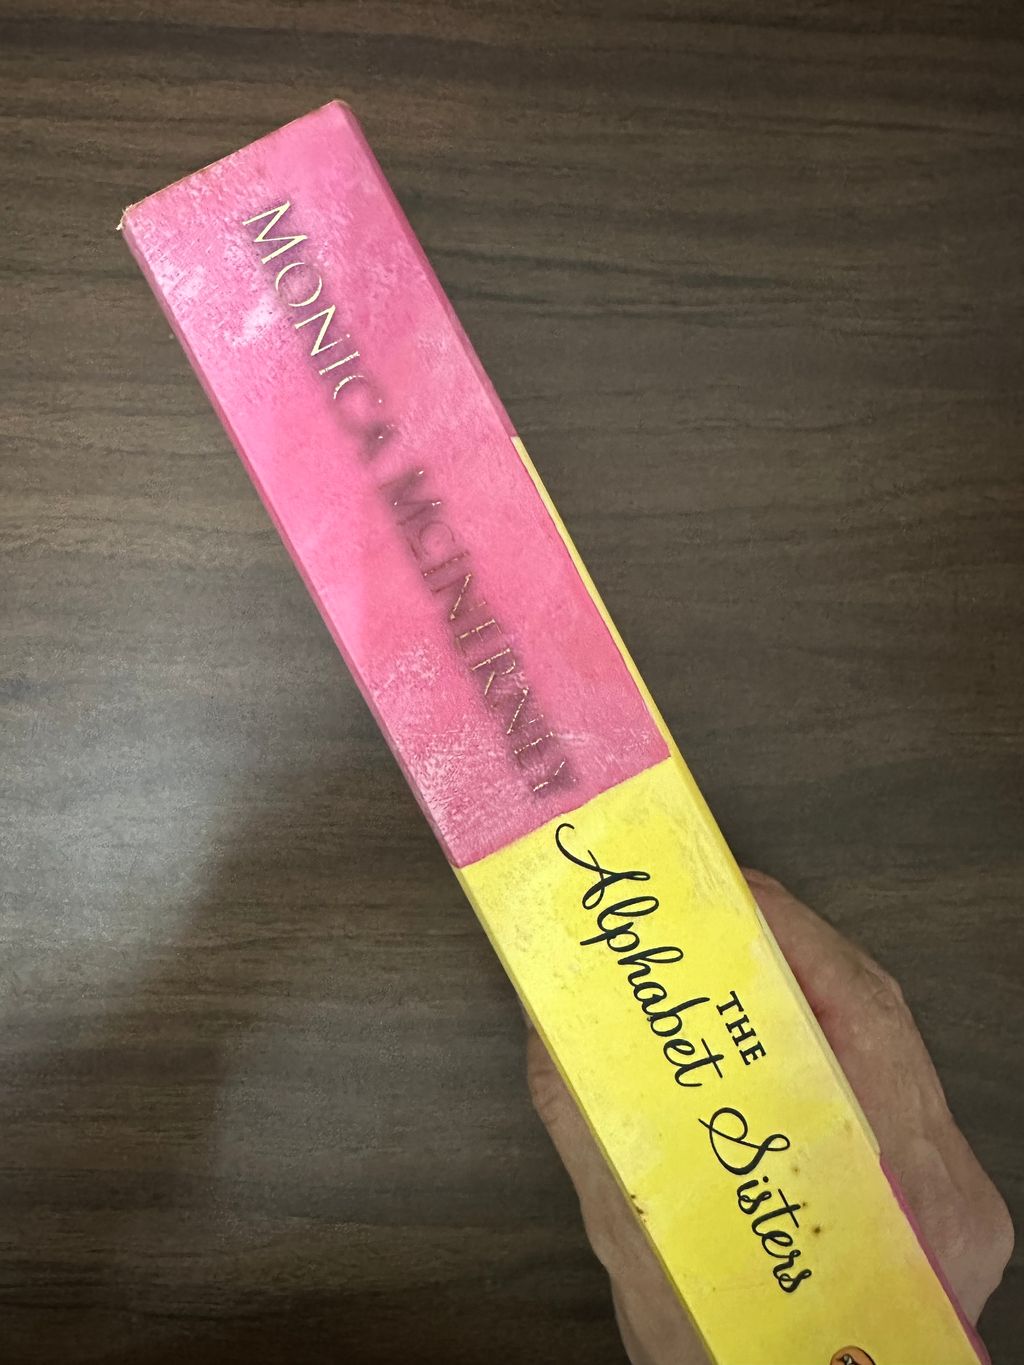 MONICA McINERNEY
THE
Alphabet Sisters